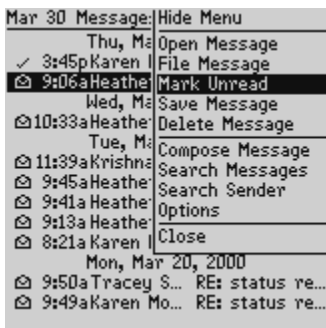 Mar 30 Message: Hide Menu
Thu, Ma Open Message
3:45p Karen File Message
9:06a Heathe Mark Unread
Wed, Ma Save Message
10:33a Heathe Delete Message
Tue, Ma
11:39a Krishna Compose Message
9:45a Heathe Search Messages
9:41a Heathe Search Sender
9:13a Heathe Options
8:21a Karen Close
Mon, Mar 20, 2000
9:50a Tracey S... RE: status re...
9:49a Karen Mo... RE: status re...